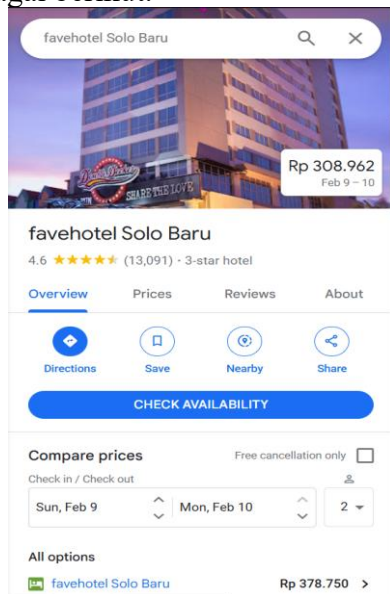 favehotel Solo Baru
SHARE THE LOVE
Rp 308.962
Feb 9 – 10
favehotel Solo Baru
4.6 (13,091) · 3-star hotel
Overview Prices Reviews About
Directions Save Nearby Share
CHECK AVAILABILITY
Compare prices Free cancellation only
Check in / Check out
Sun, Feb 9 Mon, Feb 10 2
All options
favehotel Solo Baru Rp 378.750 >